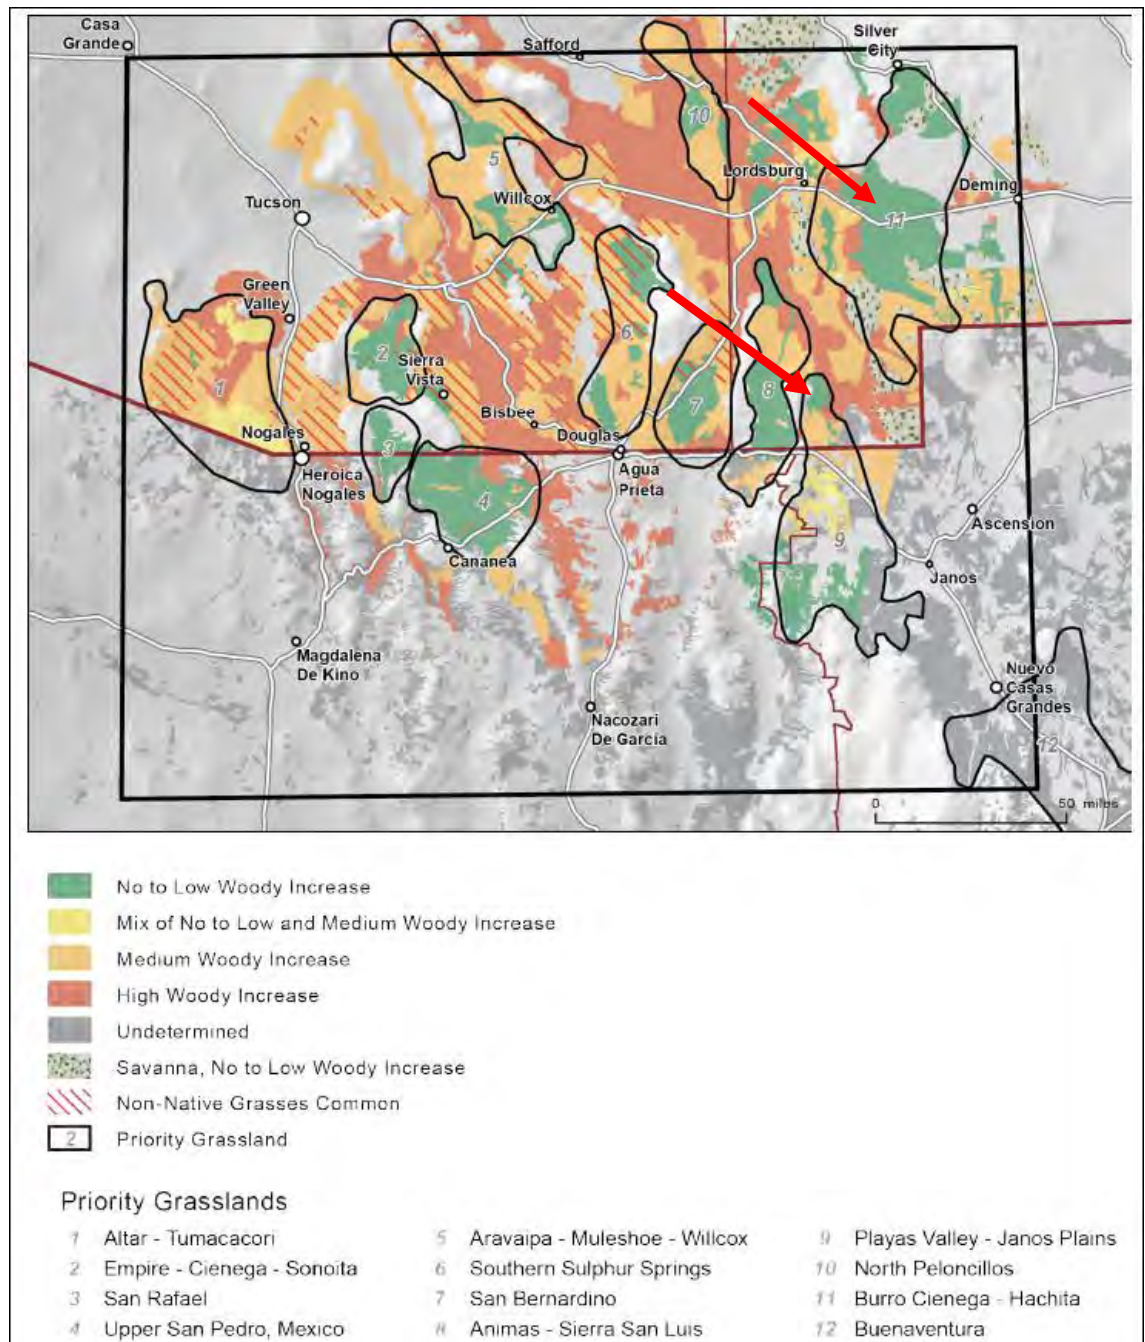 Casa
Grande
Safford
Silver
City
10
5
Lordsburg
Willcox
Deming
Tucson
11
Green
Valley
6
2
Sierra
Vista
1
8
7
Bisbee
Nogales
Douglas
3
Heroica
Nogales
Agua
Prieta
4
Ascension
9
Cananea
Janos
Magdalena
De Kino
Nuevo
Casas
Grandes
Nacozari
De Garcia
12
0 50 miles
No to Low Woody Increase
Mix of No to Low and Medium Woody Increase
Medium Woody Increase
High Woody Increase
Undetermined
Savanna, No to Low Woody Increase
Non-Native Grasses Common
2 Priority Grassland
Priority Grasslands
1 Altar - Tumacacori
2 Empire - Cienega - Sonoita
3 San Rafael
4 Upper San Pedro, Mexico
5 Aravaipa - Muleshoe - Willcox
6 Southern Sulphur Springs
7 San Bernardino
8 Animas - Sierra San Luis
9 Playas Valley - Janos Plains
10 North Peloncillos
11 Burro Cienega - Hachita
12 Buenaventura